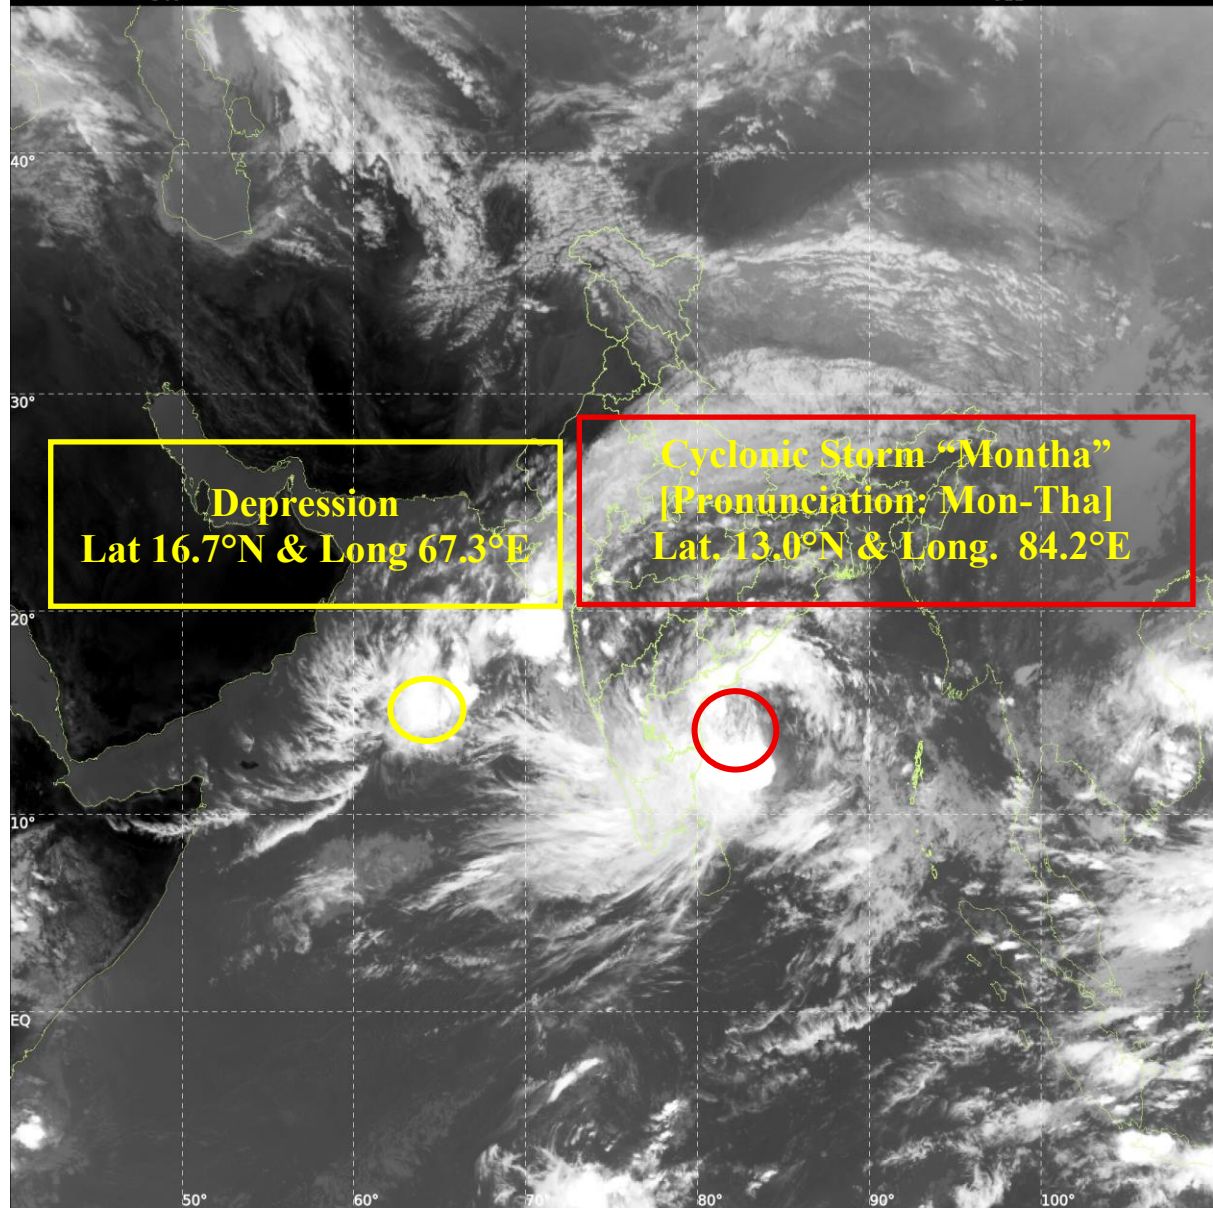 40°
30°
Depression
Lat 16.7°N & Long 67.3°E
Cyclonic Storm “Montha”
[Pronunciation: Mon-Tha]
Lat. 13.0°N & Long.  84.2°E
20°
10°
EQ
50°
60°
70°
80°
90°
100°